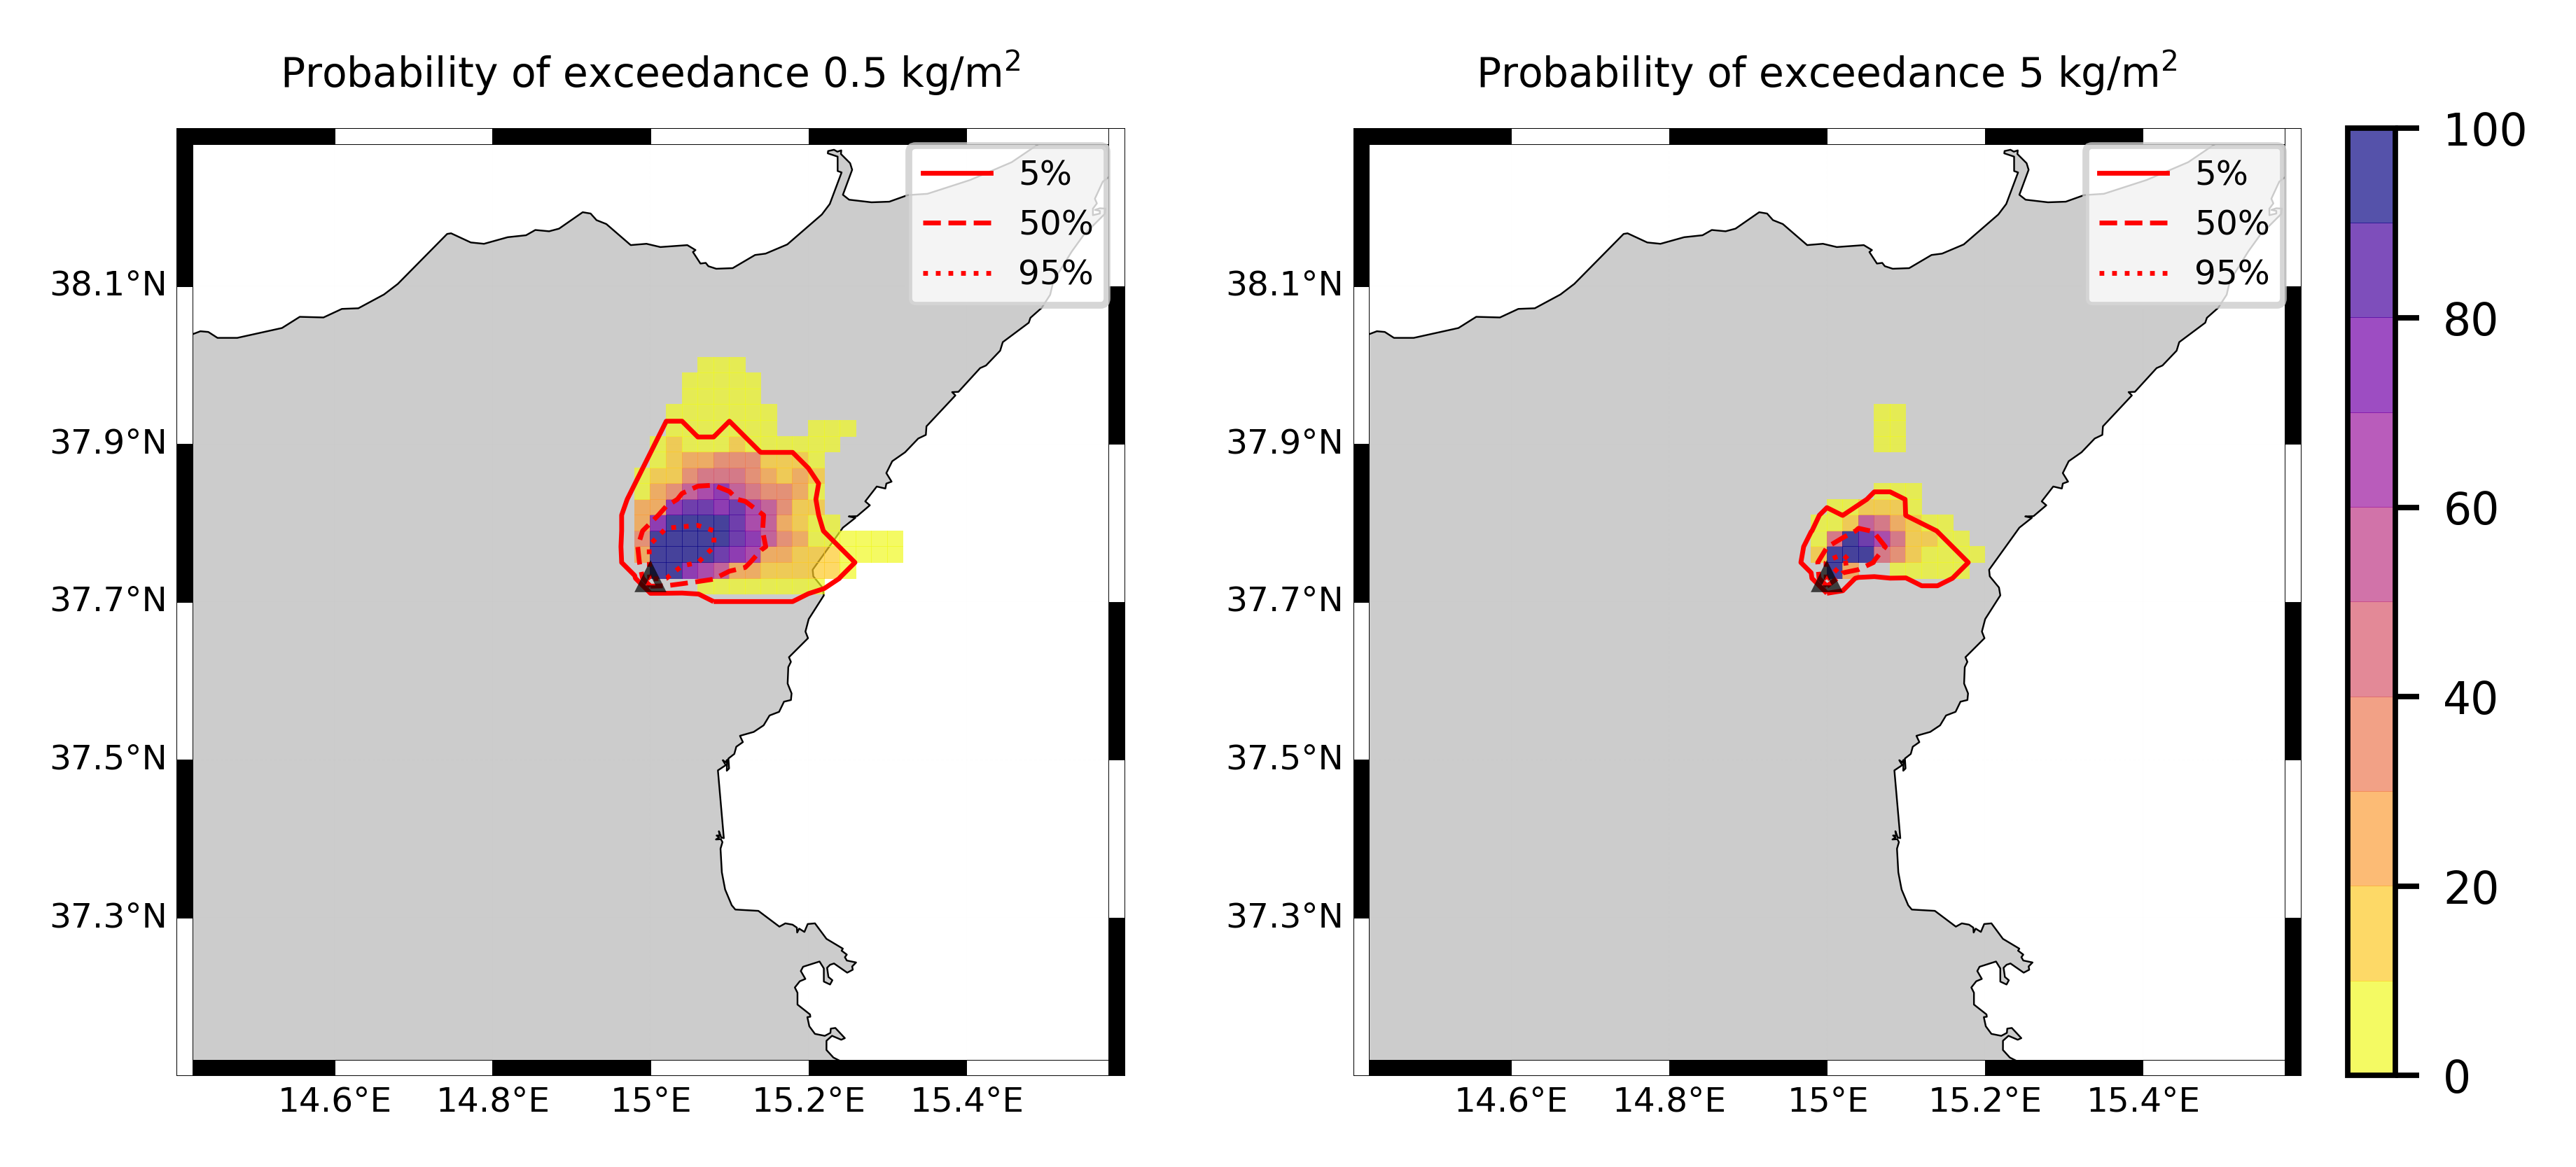 Probability of exceedance 0.5 kg/m²
5%
50%
95%
38.1°N
37.9°N
37.7°N
37.5°N
37.3°N
14.6°E 14.8°E 15°E 15.2°E 15.4°E
Probability of exceedance 5 kg/m²
5%
50%
95%
38.1°N
37.9°N
37.7°N
37.5°N
37.3°N
14.6°E 14.8°E 15°E 15.2°E 15.4°E
100
80
60
40
20
0